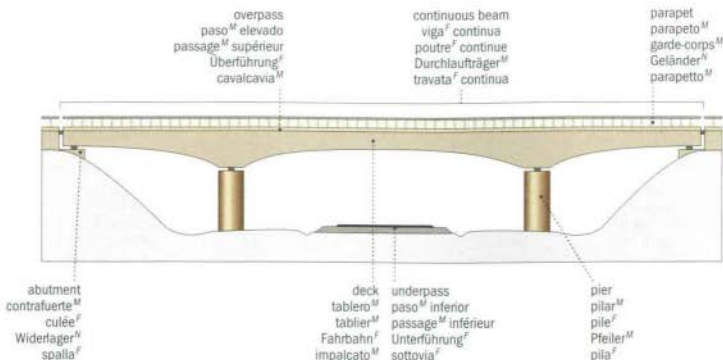 overpass
paso^M elevado
passage^M supérieur
Überführung^F
cavalcavia^M
continuous beam
viga^F continua
poutre^F continue
Durchlaufträger^M
travata^F continua
parapet
parapeto^M
garde-corps^M
Geländer^N
parapetto^M
abutment
contrafuerte^M
culée^F
Widerlager^N
spalla^F
deck
tablero^M
tablier^M
Fahrbahn^F
impalcato^M
underpass
paso^M inferior
passage^M inférieur
Unterführung^F
sottovia^F
pier
pilar^M
pile^F
Pfeiler^M
pila^F